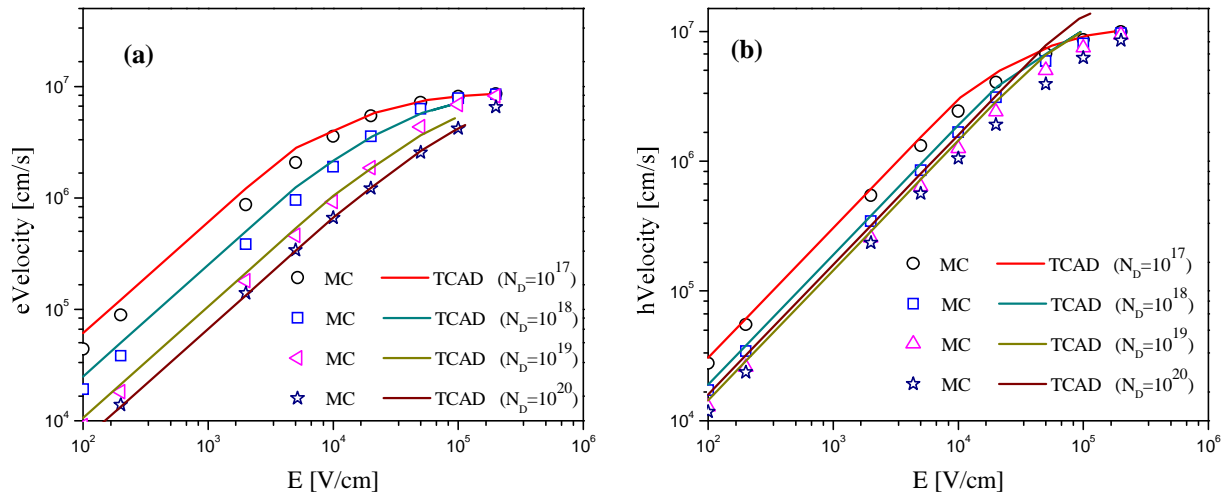 (a)
eVelocity [cm/s]
10^7
10^6
10^5
10^4
MC TCAD (N_D=10^17)
MC TCAD (N_D=10^18)
MC TCAD (N_D=10^19)
MC TCAD (N_D=10^20)
10^2 10^3 10^4 10^5 10^6
E [V/cm]
(b)
hVelocity [cm/s]
10^7
10^6
10^5
10^4
MC TCAD (N_D=10^17)
MC TCAD (N_D=10^18)
MC TCAD (N_D=10^19)
MC TCAD (N_D=10^20)
10^2 10^3 10^4 10^5 10^6
E [V/cm]